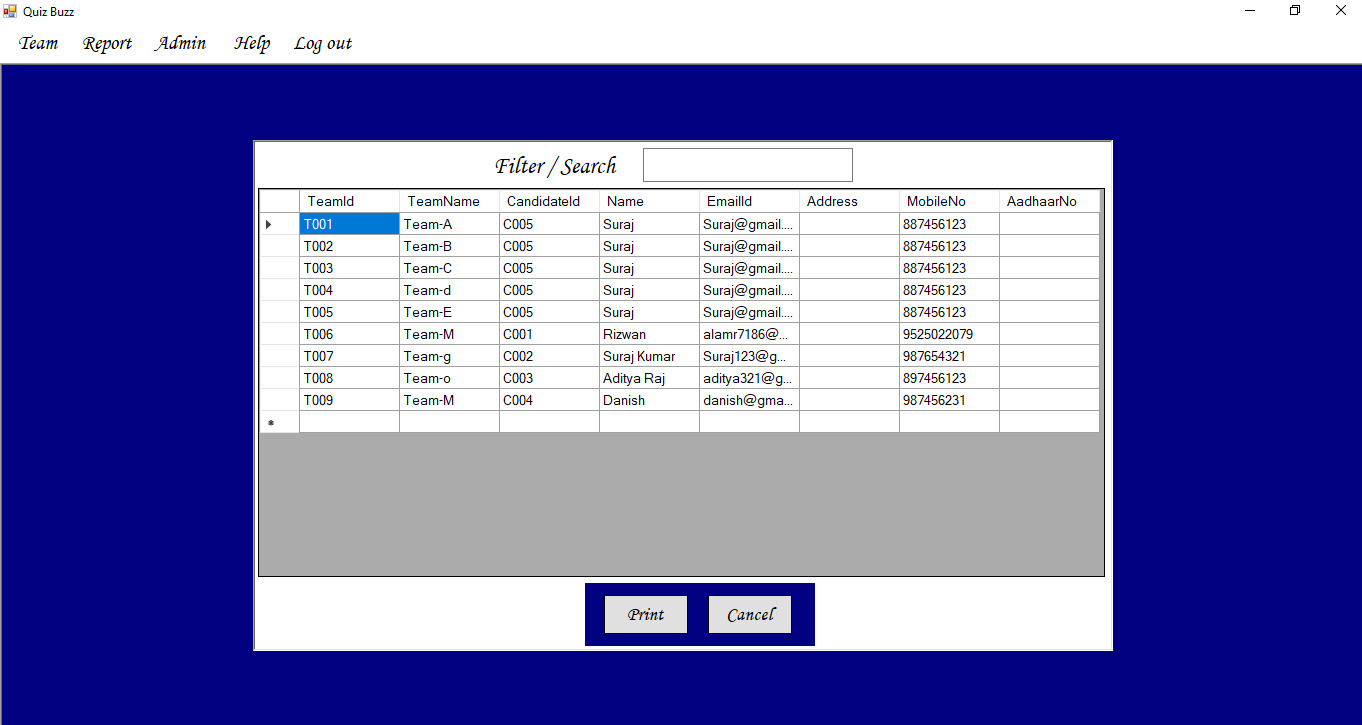 Quiz Buzz
Team Report Admin Help Log out
Filter / Search
TeamId TeamName CandidateId Name EmailId Address MobileNo AadhaarNo
T001 Team-A C005 Suraj Suraj@gmail.... 887456123
T002 Team-B C005 Suraj Suraj@gmail.... 887456123
T003 Team-C C005 Suraj Suraj@gmail.... 887456123
T004 Team-d C005 Suraj Suraj@gmail.... 887456123
T005 Team-E C005 Suraj Suraj@gmail.... 887456123
T006 Team-M C001 Rizwan alamr7186@... 9525022079
T007 Team-g C002 Suraj Kumar Suraj123@g... 987654321
T008 Team-o C003 Aditya Raj aditya321@g... 897456123
T009 Team-M C004 Danish danish@gma... 987456231
Print Cancel